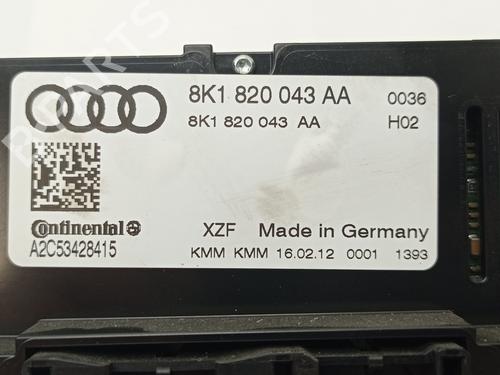 8K1 820 043 AA 0036
8K1 820 043 AA H02
Continental
A2C53428415
XZF Made in Germany
KMM KMM 16.02.12 0001 1393